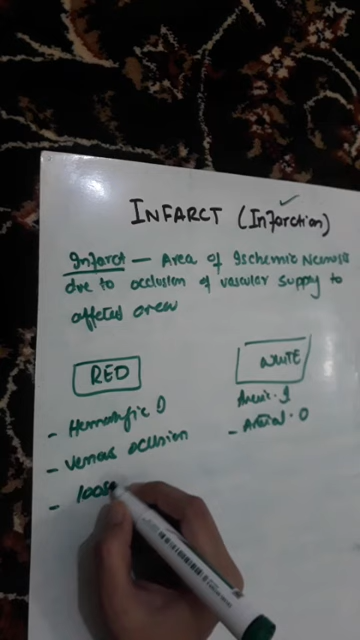 INFARCT (Infarction)
Infarct — Area of Ischemic Necrosis
due to occlusion of vascular supply to
affected area
RED
WHITE
Anemic. I
- Arterial. O
- Hemorrhagic I
- Venous occlusion
- loos